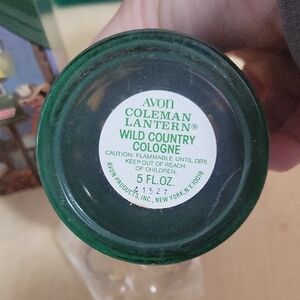 AVON
COLEMAN
LANTERN®
WILD COUNTRY
COLOGNE
CAUTION: FLAMMABLE UNTIL DRY.
KEEP OUT OF REACH
OF CHILDREN.
5 FL.OZ.
A1527
AVON PRODUCTS, INC., NEW YORK, N.Y. 10019